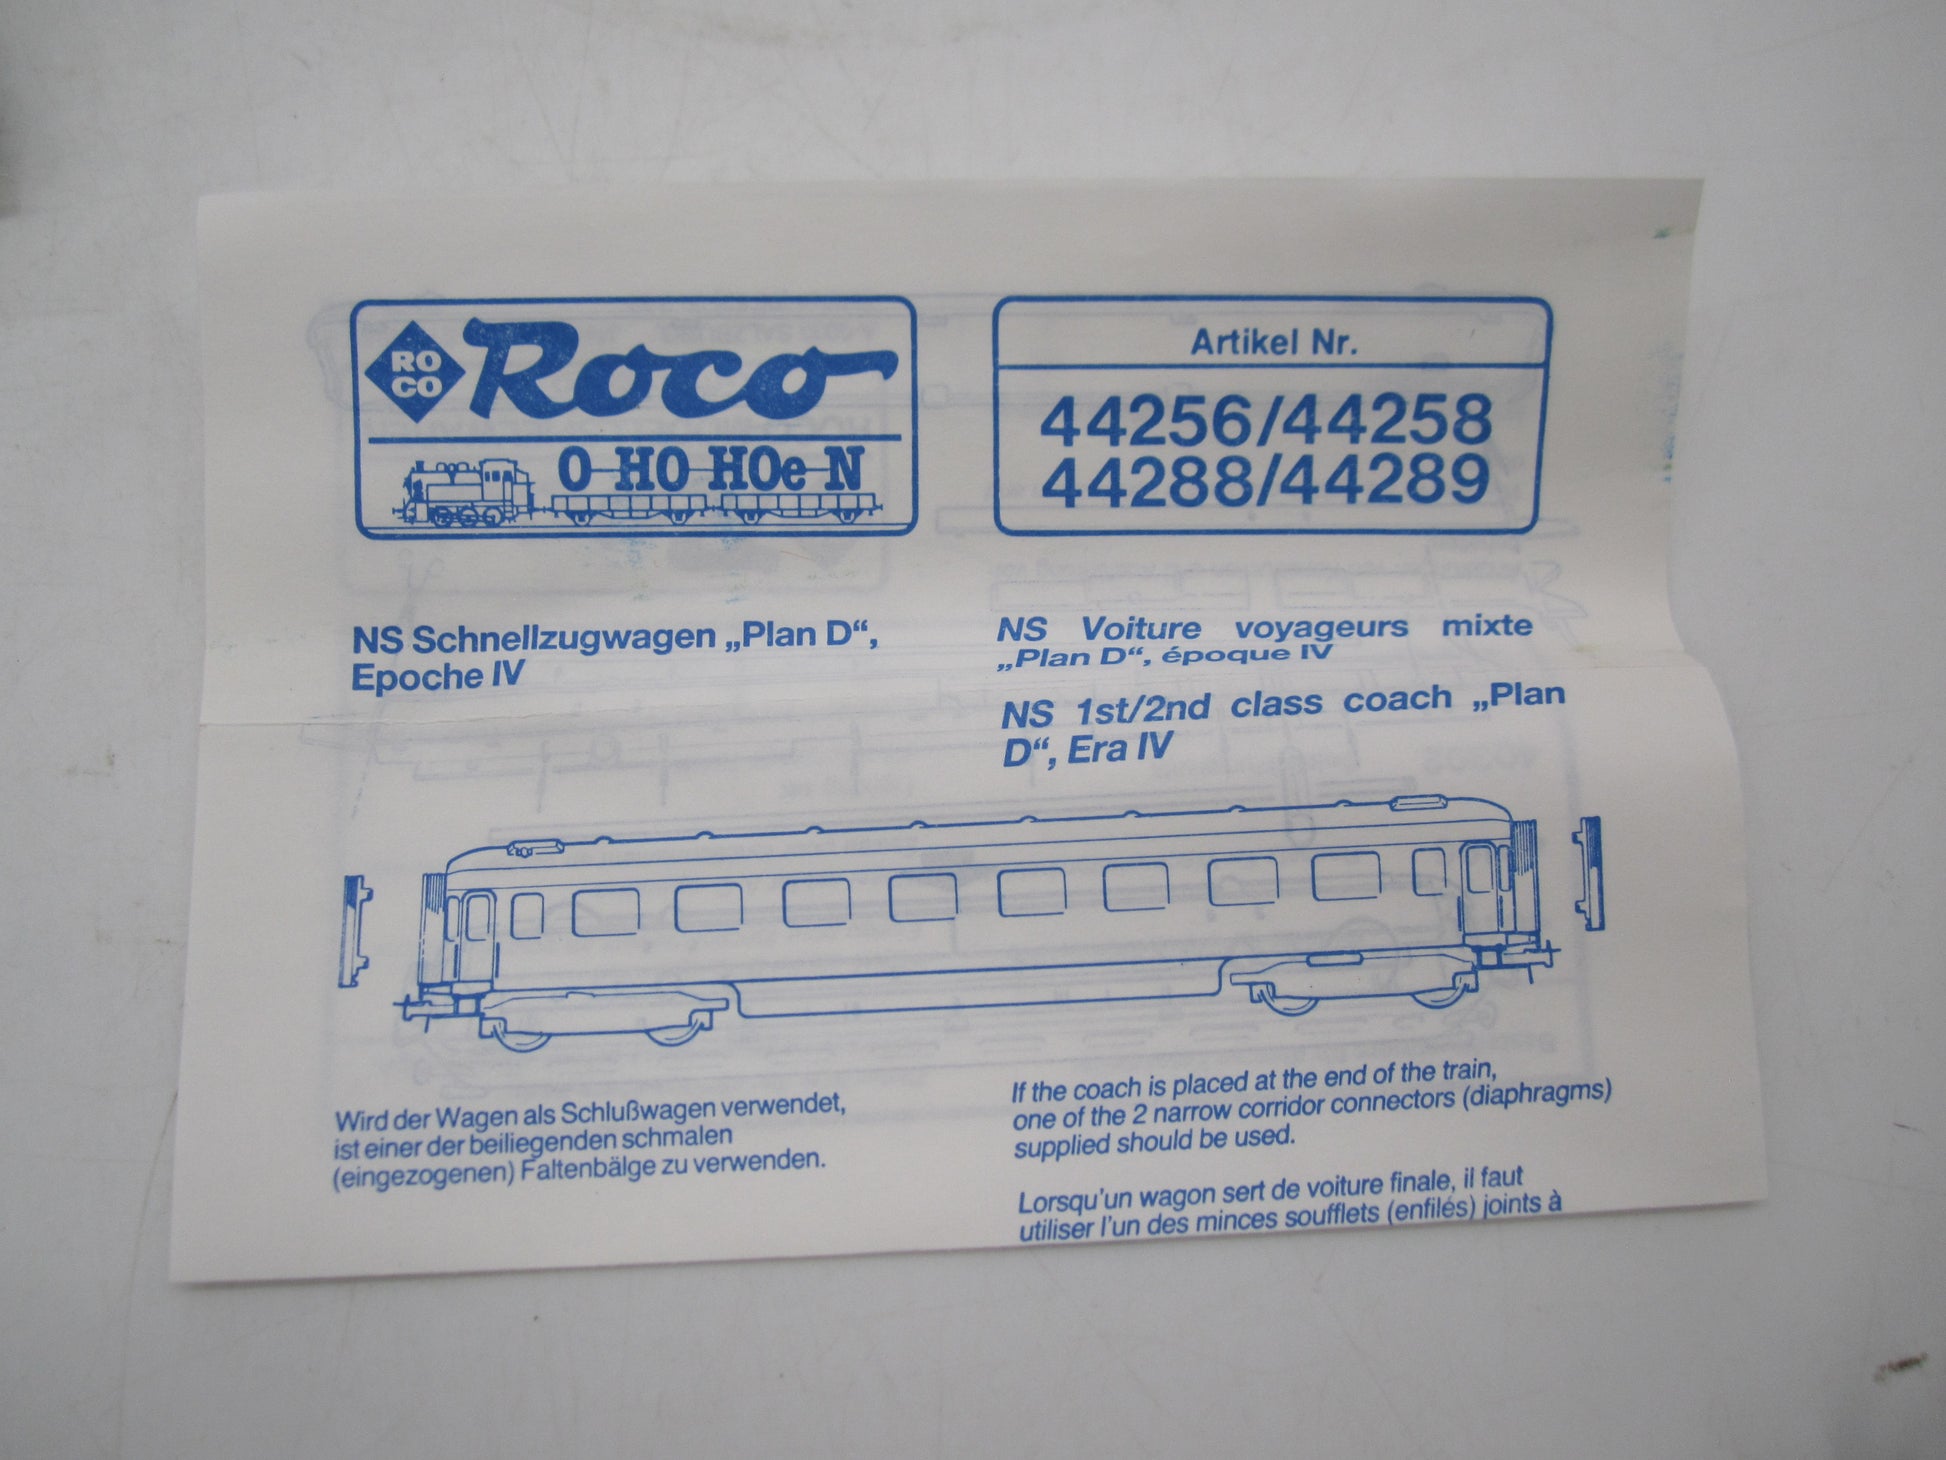 RO
CO
Roco
O HO HOe N
Artikel Nr.
44256/44258
44288/44289
NS Schnellzugwagen „Plan D“,
Epoche IV
NS Voiture voyageurs mixte
„Plan D“, époque IV
NS 1st/2nd class coach „Plan
D“, Era IV
Wird der Wagen als Schlußwagen verwendet,
ist einer der beiliegenden schmalen
(eingezogenen) Faltenbälge zu verwenden.
If the coach is placed at the end of the train,
one of the 2 narrow corridor connectors (diaphragms)
supplied should be used.
Lorsqu'un wagon sert de voiture finale, il faut
utiliser l'un des minces soufflets (enfilés) joints à